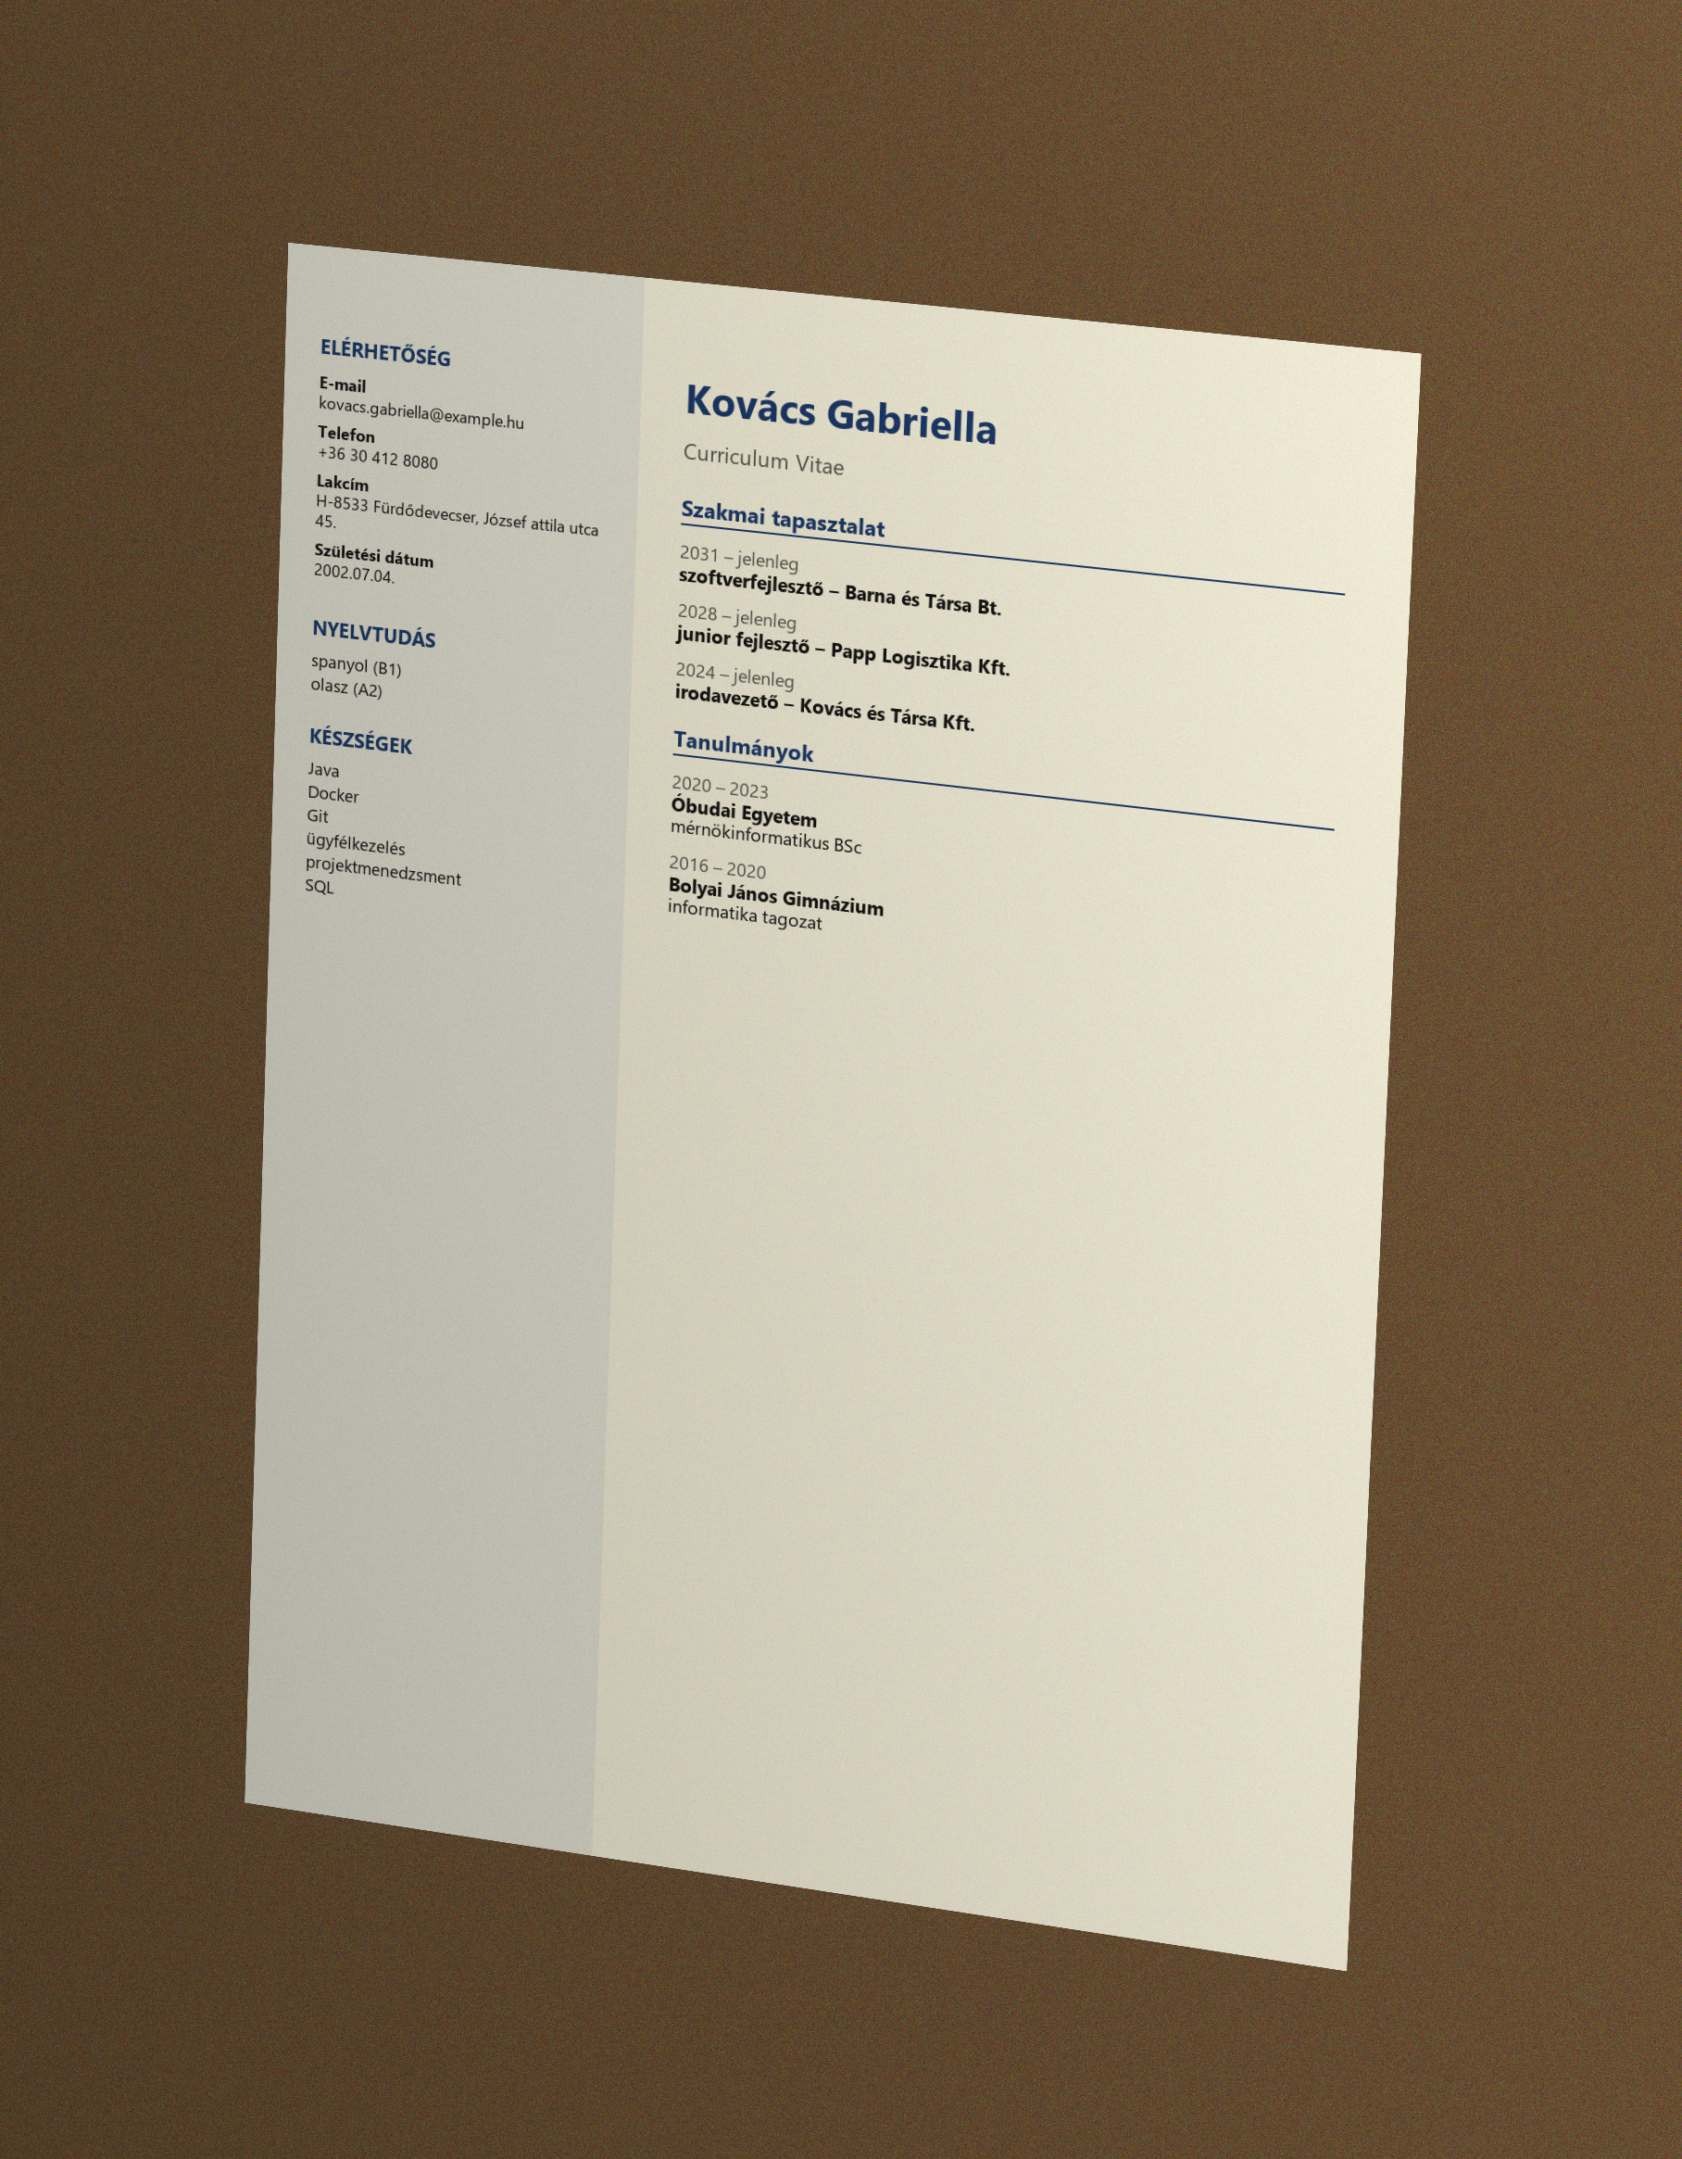 ELÉRHETŐSÉG
E-mail
kovacs.gabriella@example.hu
Telefon
+36 30 412 8080
Lakcím
H-8533 Fürdődevecser, József attila utca
45.
Születési dátum
2002.07.04.
NYELVTUDÁS
spanyol (B1)
olasz (A2)
KÉSZSÉGEK
Java
Docker
Git
ügyfélkezelés
projektmenedzsment
SQL
Kovács Gabriella
Curriculum Vitae
Szakmai tapasztalat
2031 – jelenleg
szoftverfejlesztő – Barna és Társa Bt.
2028 – jelenleg
junior fejlesztő – Papp Logisztika Kft.
2024 – jelenleg
irodavezető – Kovács és Társa Kft.
Tanulmányok
2020 – 2023
Óbudai Egyetem
mérnökinformatikus BSc
2016 – 2020
Bolyai János Gimnázium
informatika tagozat